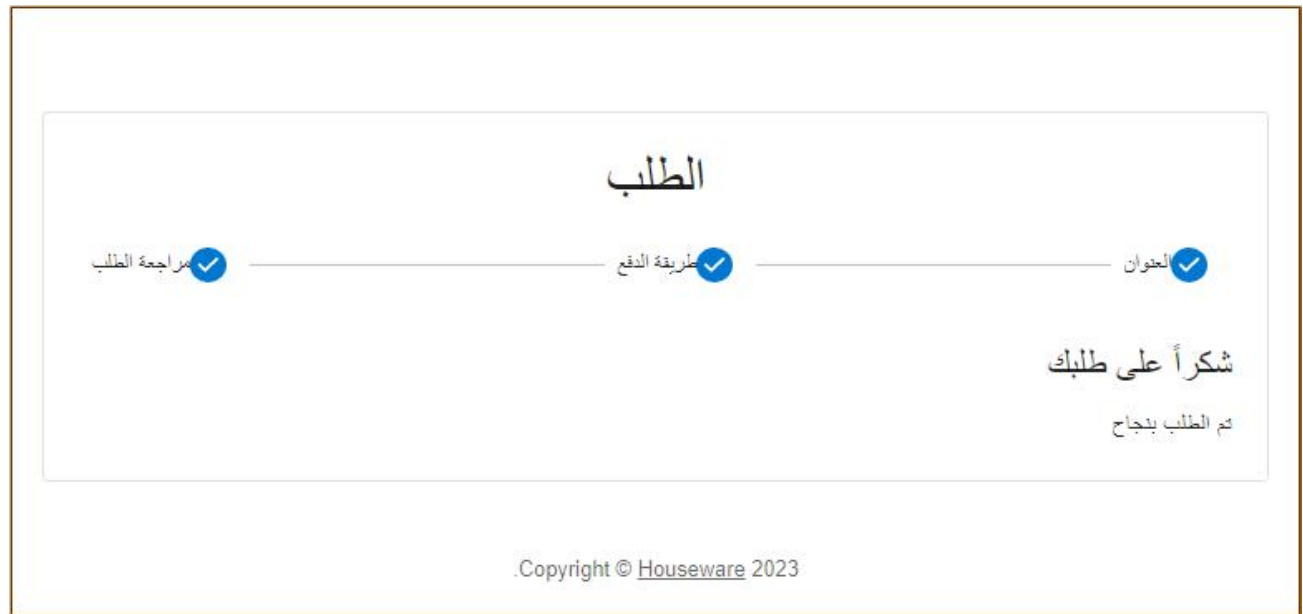 الطلب
العنوان طريقة الدفع مراجعة الطلب
شكراً على طلبك
تم الطلب بنجاح
Copyright © Houseware 2023.